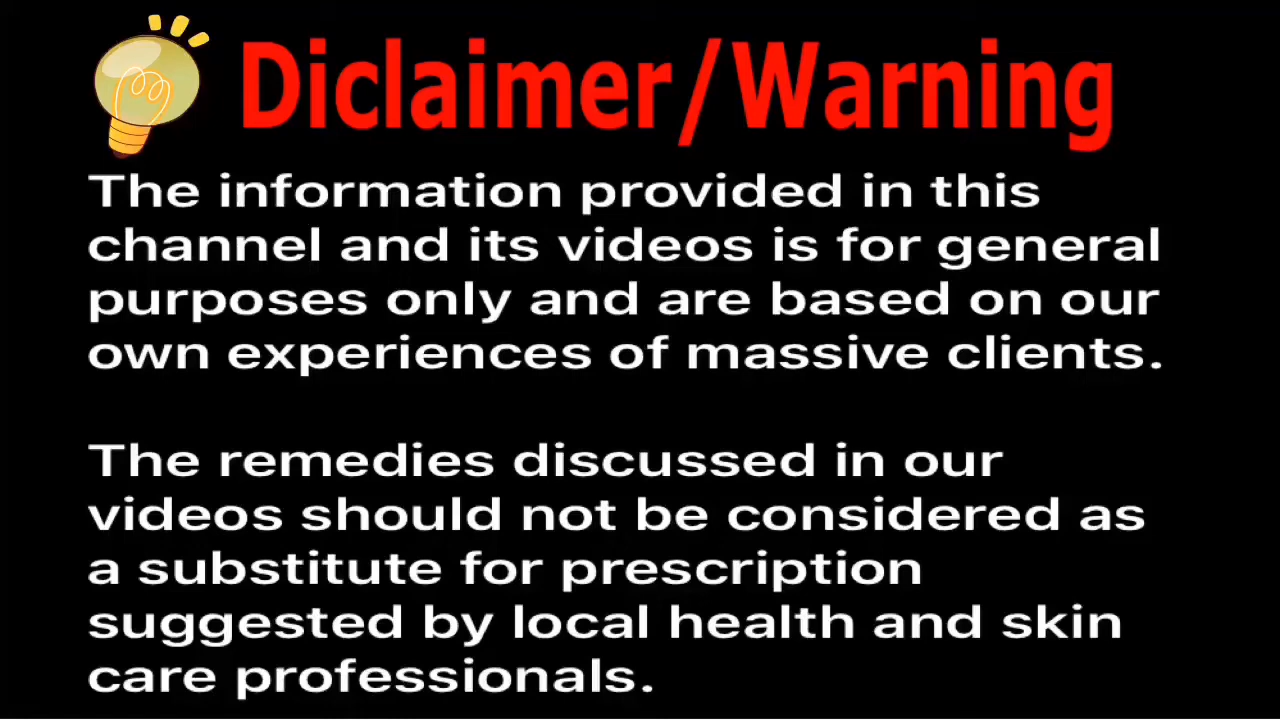 Diclaimer/Warning
The information provided in this
channel and its videos is for general
purposes only and are based on our
own experiences of massive clients.
The remedies discussed in our
videos should not be considered as
a substitute for prescription
suggested by local health and skin
care professionals.